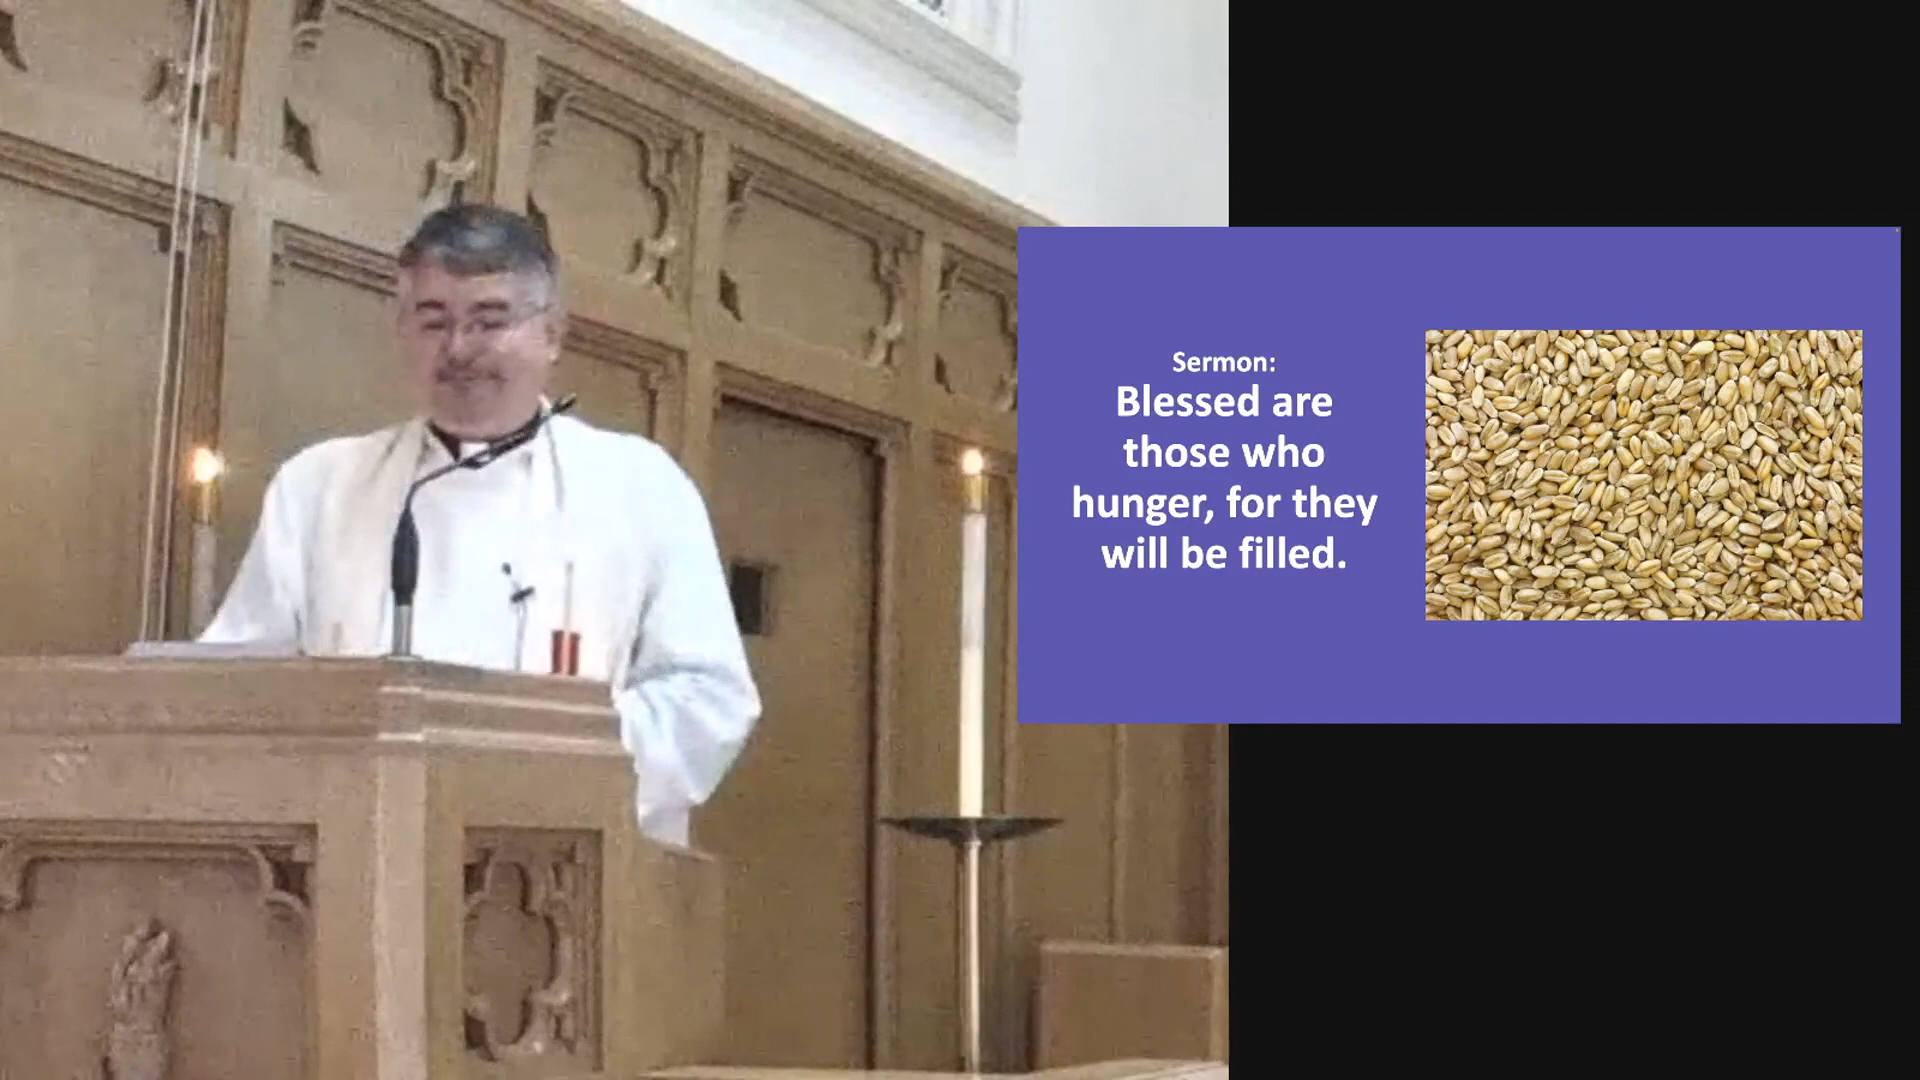 Sermon:
Blessed are
those who
hunger, for they
will be filled.